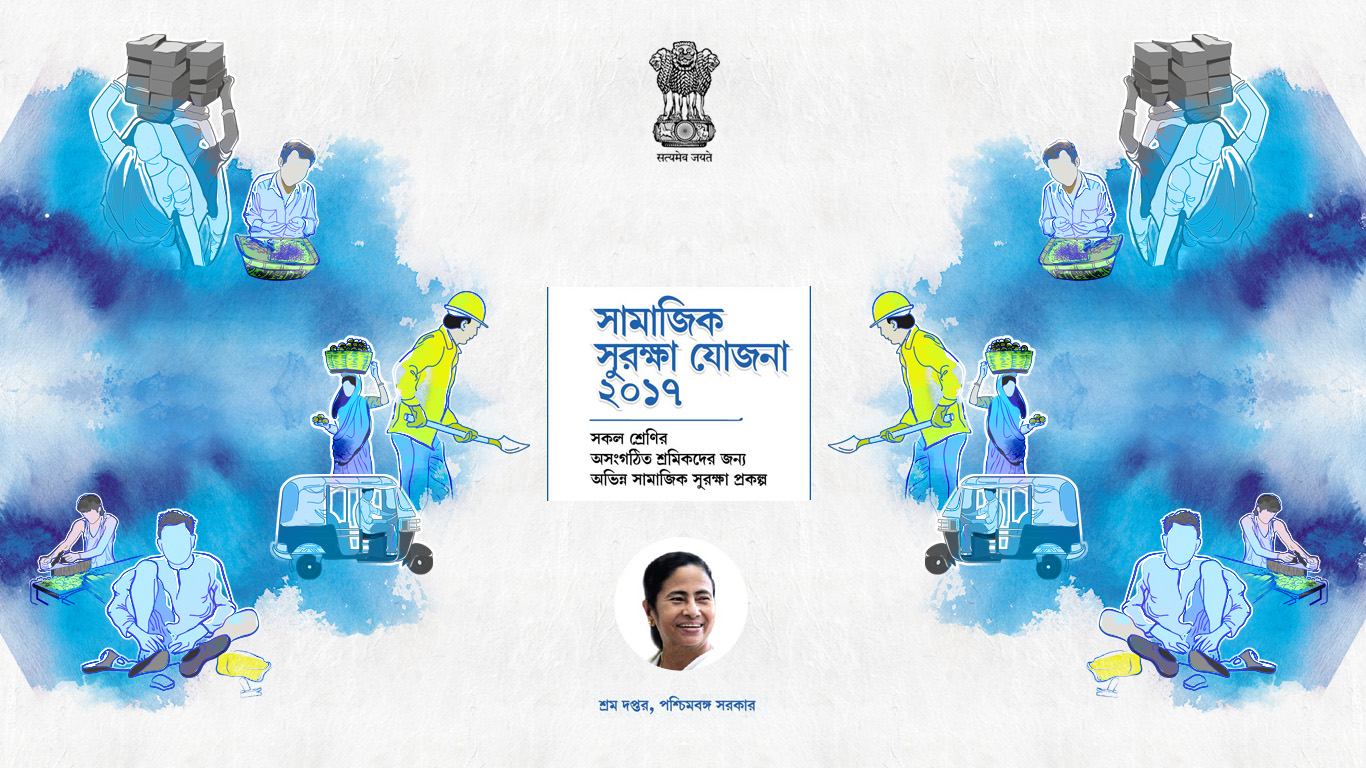 सत्यमेव जयते
সামাজিক
সুরক্ষা যোজনা
২০১৭
সকল শ্রেণির
অসংগঠিত শ্রমিকদের জন্য
অভিন্ন সামাজিক সুরক্ষা প্রকল্প
শ্রম দপ্তর, পশ্চিমবঙ্গ সরকার